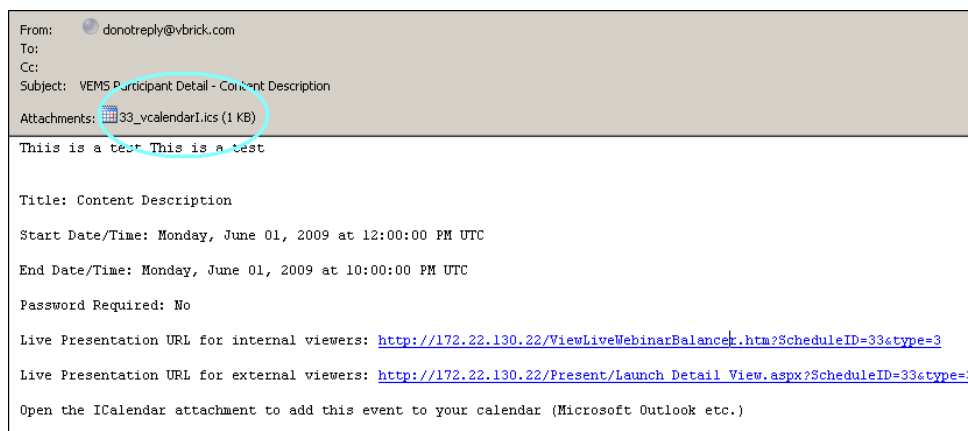 From: donotreply@vbrick.com
To:
Cc:
Subject: VEMS Participant Detail - Content Description
Attachments: 33_vcalendarI.ics (1 KB)
Thiis is a test This is a test
Title: Content Description
Start Date/Time: Monday, June 01, 2009 at 12:00:00 PM UTC
End Date/Time: Monday, June 01, 2009 at 10:00:00 PM UTC
Password Required: No
Live Presentation URL for internal viewers: http://172.22.130.22/ViewLiveWebinarBalancer.htm?ScheduleID=33&type=3
Live Presentation URL for external viewers: http://172.22.130.22/Present/Launch_Detail_View.aspx?ScheduleID=33&type=
Open the ICalendar attachment to add this event to your calendar (Microsoft Outlook etc.)